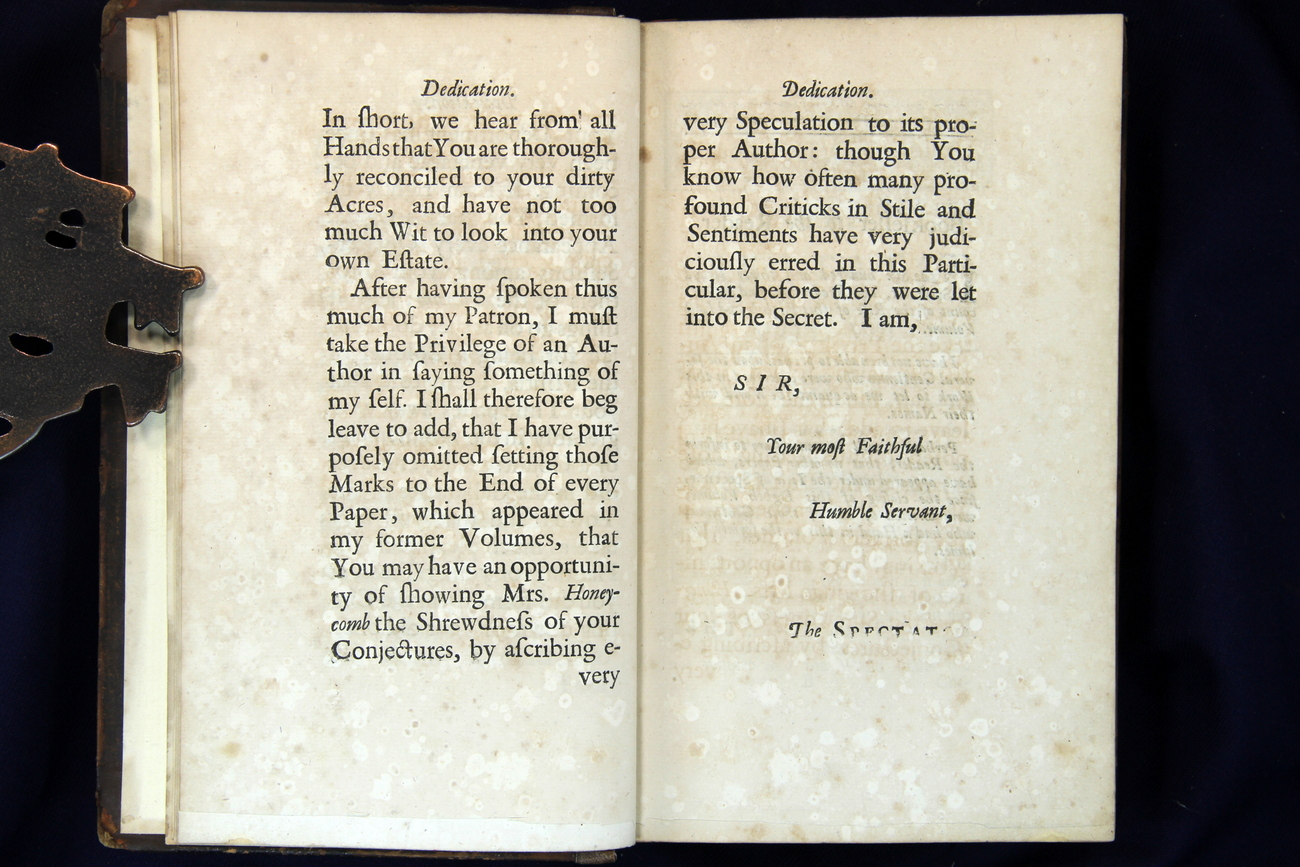 Dedication.
In ſhort, we hear from' all
Hands that You are thorough-
ly reconciled to your dirty
Acres, and have not too
much Wit to look into your
own Eſtate.
After having ſpoken thus
much of my Patron, I muſt
take the Privilege of an Au-
thor in ſaying ſomething of
my ſelf. I ſhall therefore beg
leave to add, that I have pur-
poſely omitted ſetting thoſe
Marks to the End of every
Paper, which appeared in
my former Volumes, that
You may have an opportuni-
ty of ſhowing Mrs. Honey-
comb the Shrewdneſs of your
Conjectures, by aſcribing e-
very
Dedication.
very Speculation to its pro-
per Author: though You
know how often many pro-
found Criticks in Stile and
Sentiments have very judi-
ciouſly erred in this Parti-
cular, before they were let
into the Secret. I am,
SIR,
Your moſt Faithful
Humble Servant,
The SPECTAT